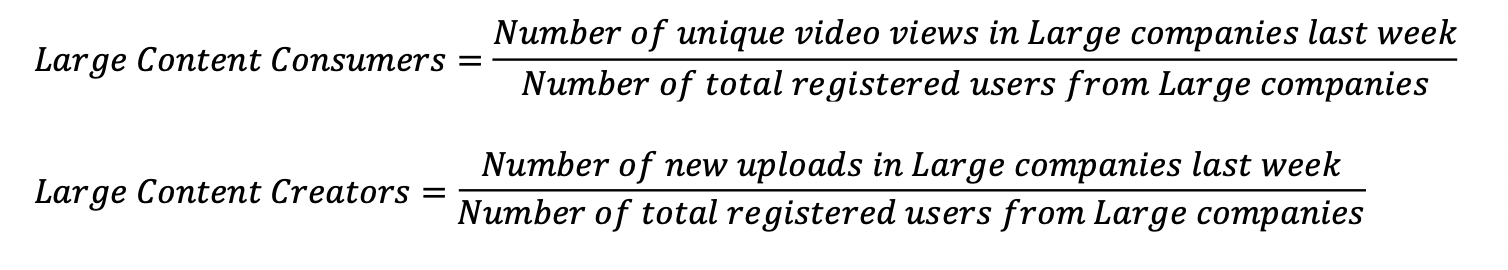 Large Content Consumers = Number of unique video views in Large companies last week / Number of total registered users from Large companies
Large Content Creators = Number of new uploads in Large companies last week / Number of total registered users from Large companies